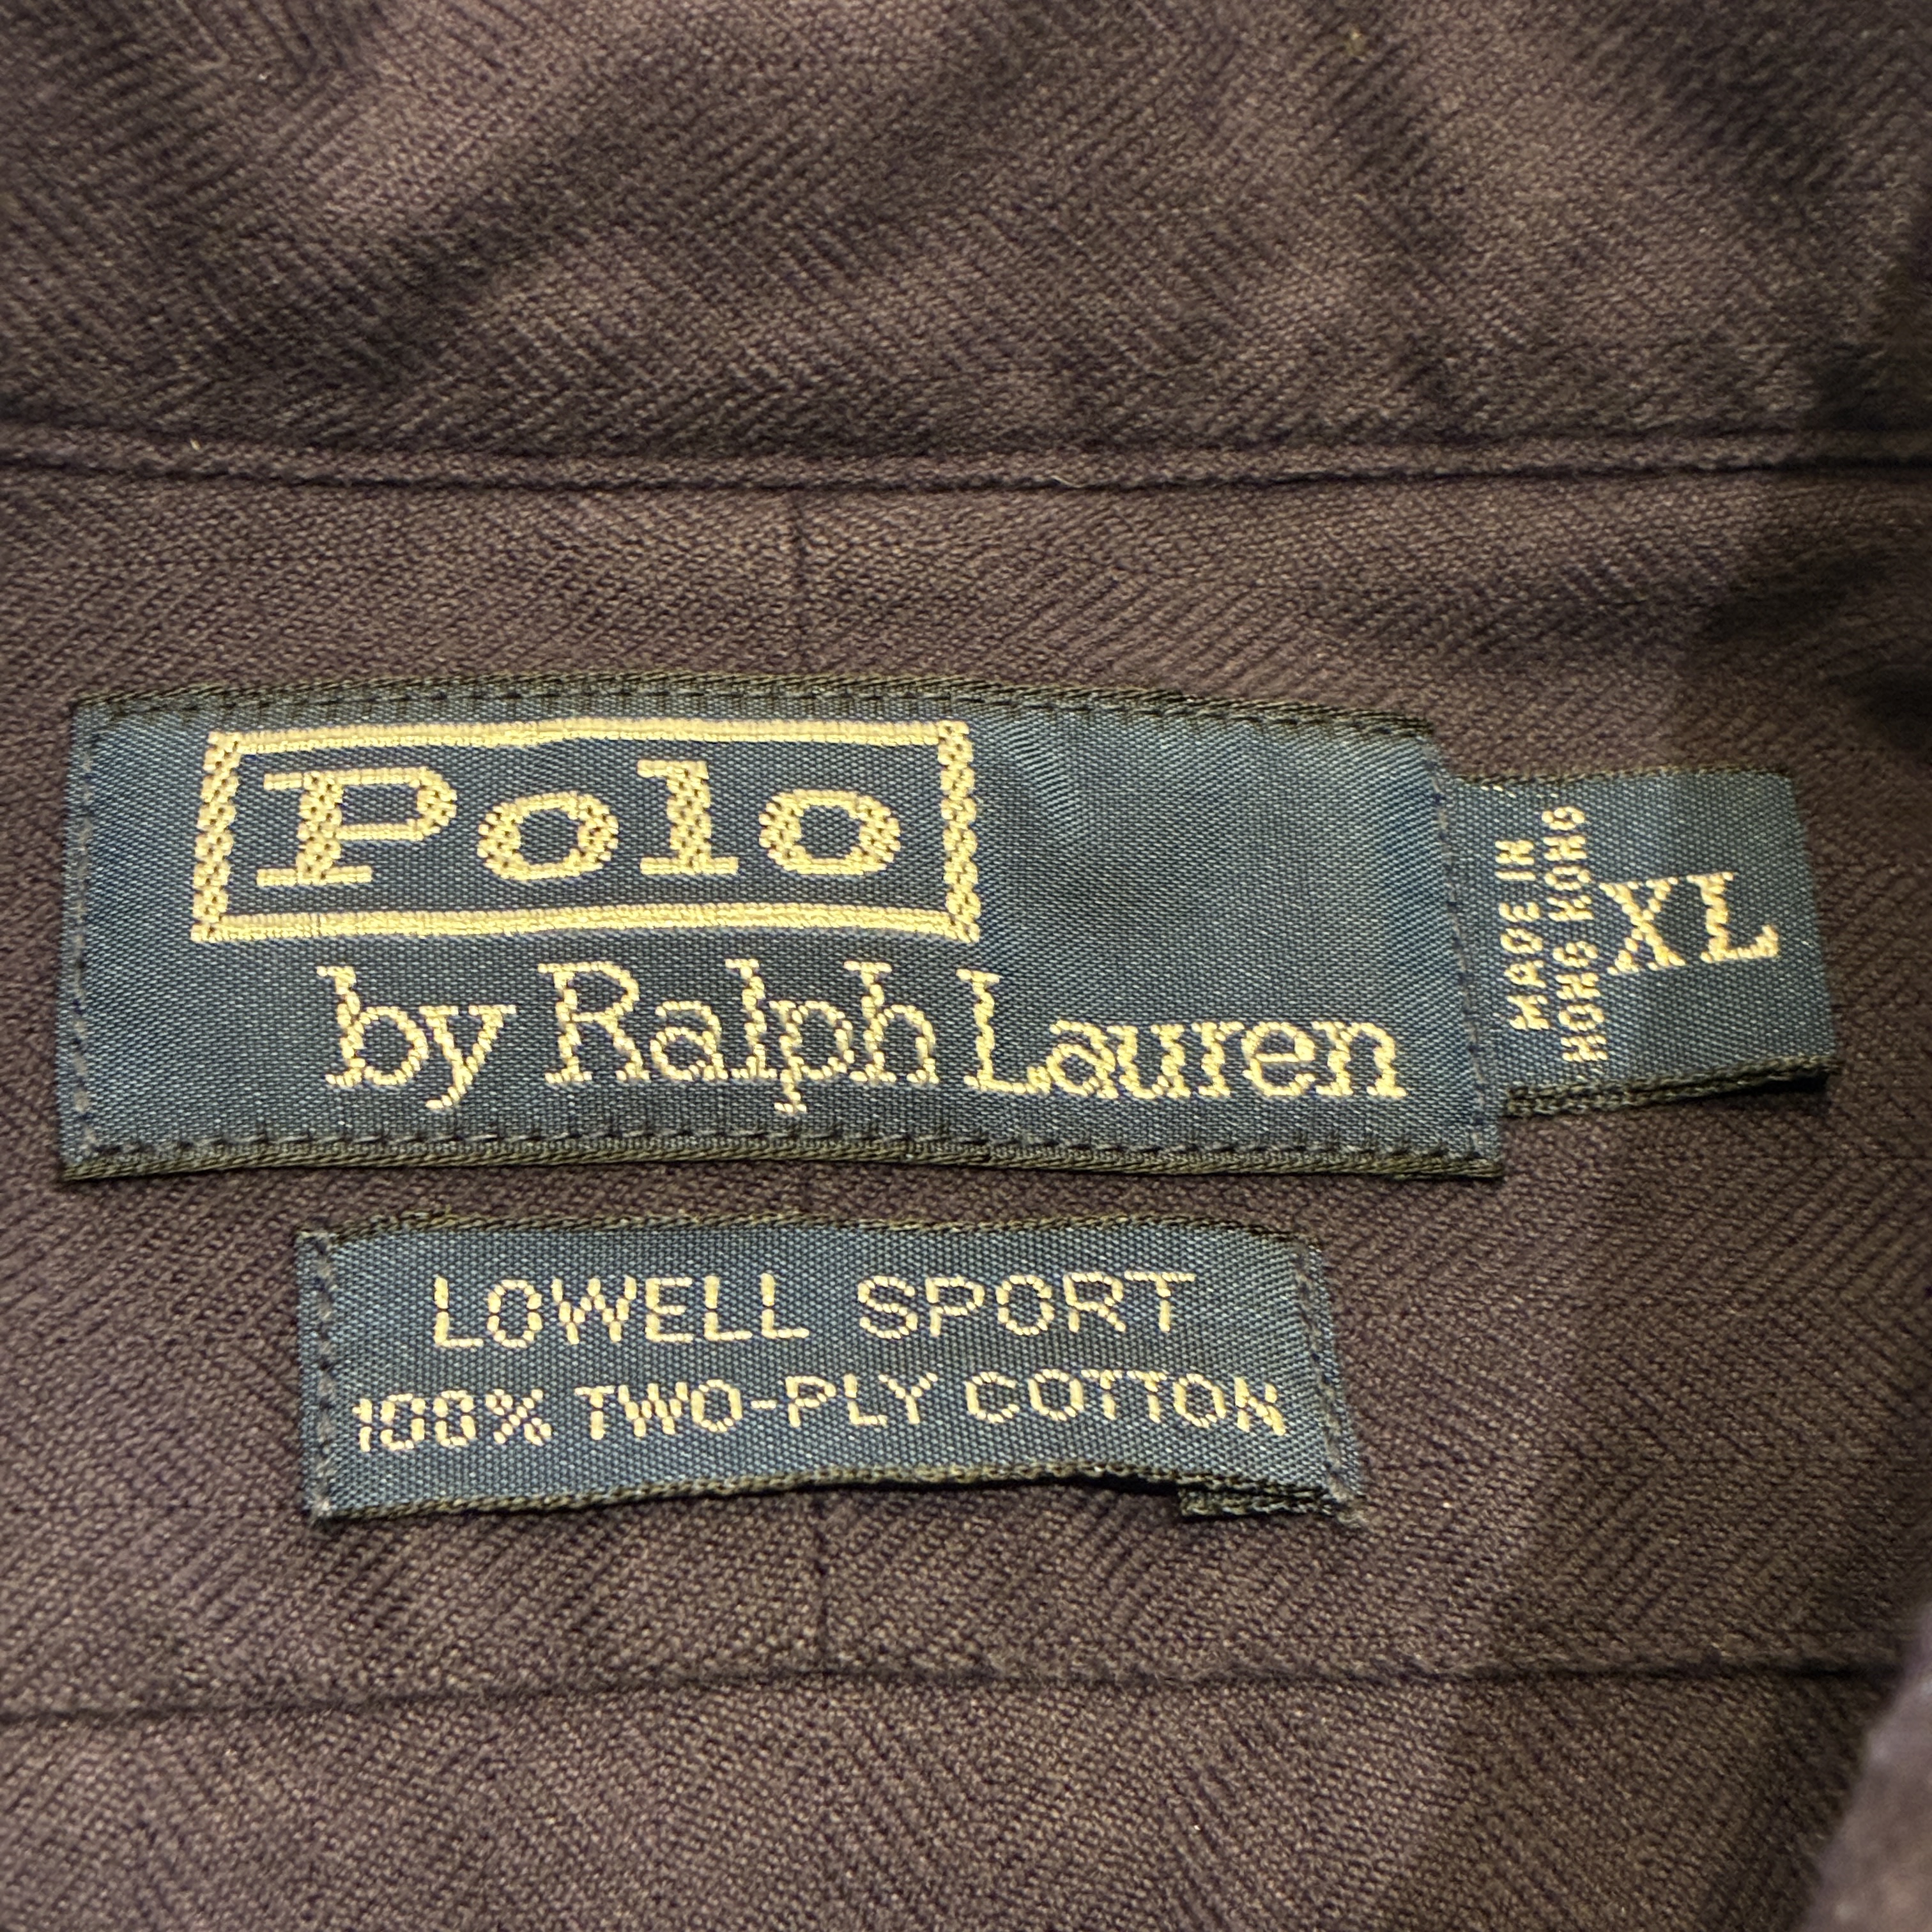 Polo
by Ralph Lauren
MADE IN
HONG KONG
XL
LOWELL SPORT
100% TWO-PLY COTTON